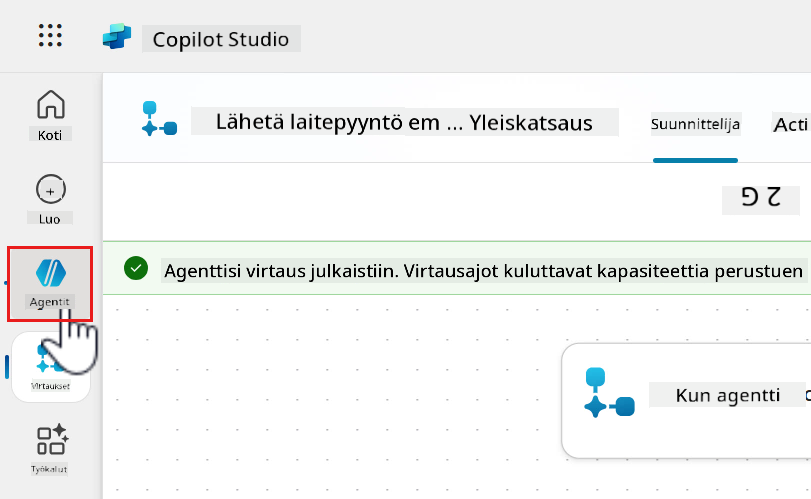 Copilot Studio
Koti
Luo
Agentit
Virtaukset
Työkalut
Lähetä laitepyyntö em ... Yleiskatsaus
Suunnittelija
Acti
2 G
Agenttisi virtaus julkaistiin. Virtausajot kuluttavat kapasiteettia perustuen
Kun agentti